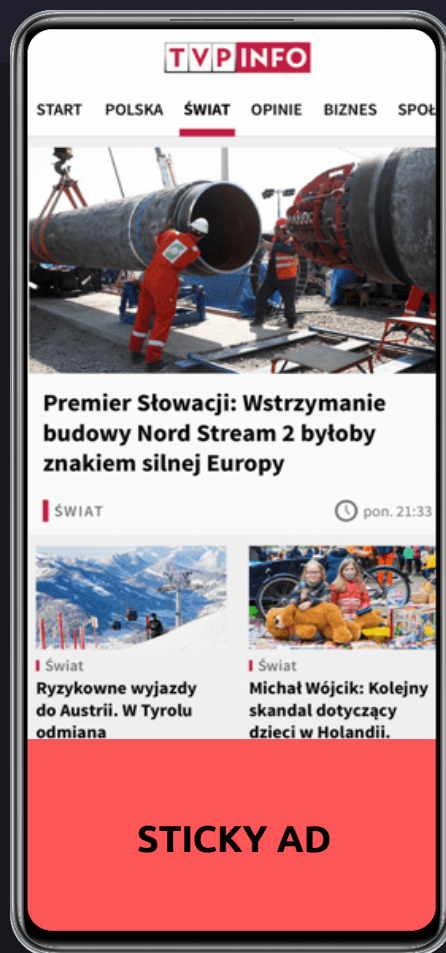 TVP INFO
START POLSKA ŚWIAT OPINIE BIZNES SPOŁ
Premier Słowacji: Wstrzymanie
budowy Nord Stream 2 byłoby
znakiem silnej Europy
ŚWIAT pon. 21:33
Świat
Ryzykowne wyjazdy
do Austrii. W Tyrolu
odmiana
Świat
Michał Wójcik: Kolejny
skandal dotyczący
dzieci w Holandii.
STICKY AD